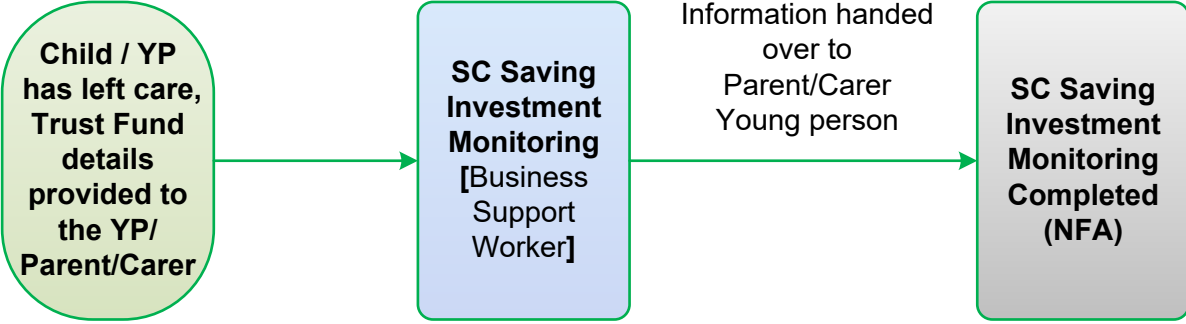 Child / YP
has left care,
Trust Fund
details
provided to
the YP/
Parent/Carer
SC Saving
Investment
Monitoring
[Business
Support
Worker]
Information handed
over to
Parent/Carer
Young person
SC Saving
Investment
Monitoring
Completed
(NFA)